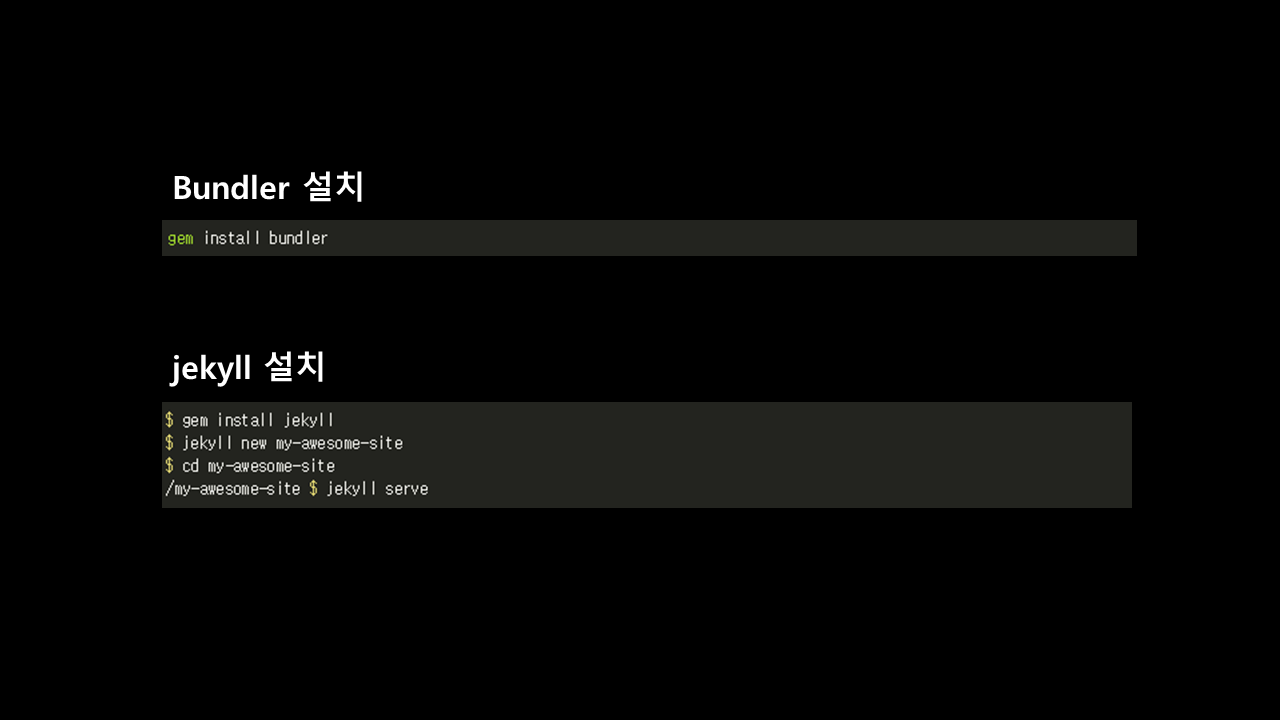 Bundler 설치
gem install bundler
jekyll 설치
$ gem install jekyll
$ jekyll new my-awesome-site
$ cd my-awesome-site
/my-awesome-site $ jekyll serve